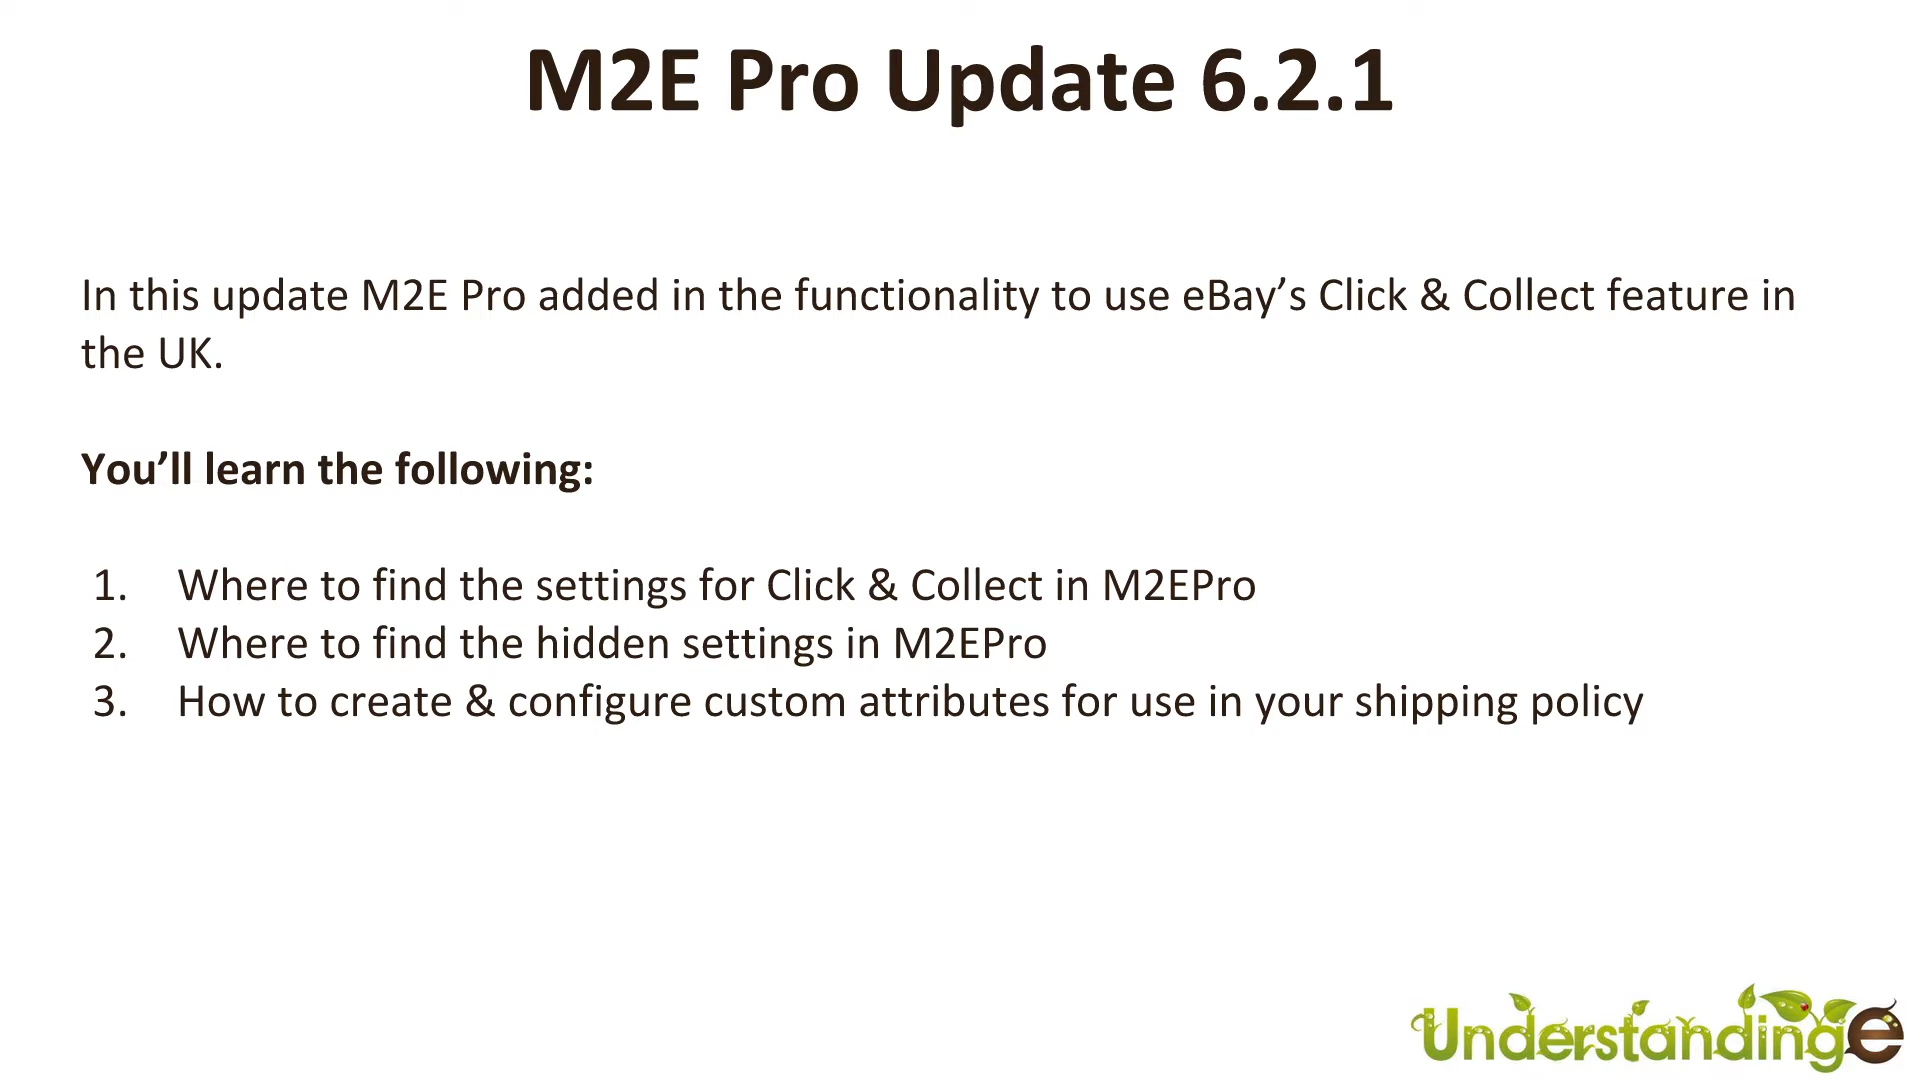 M2E Pro Update 6.2.1
In this update M2E Pro added in the functionality to use eBay’s Click & Collect feature in
the UK.
You’ll learn the following:
1. Where to find the settings for Click & Collect in M2EPro
2. Where to find the hidden settings in M2EPro
3. How to create & configure custom attributes for use in your shipping policy
UnderstandingE